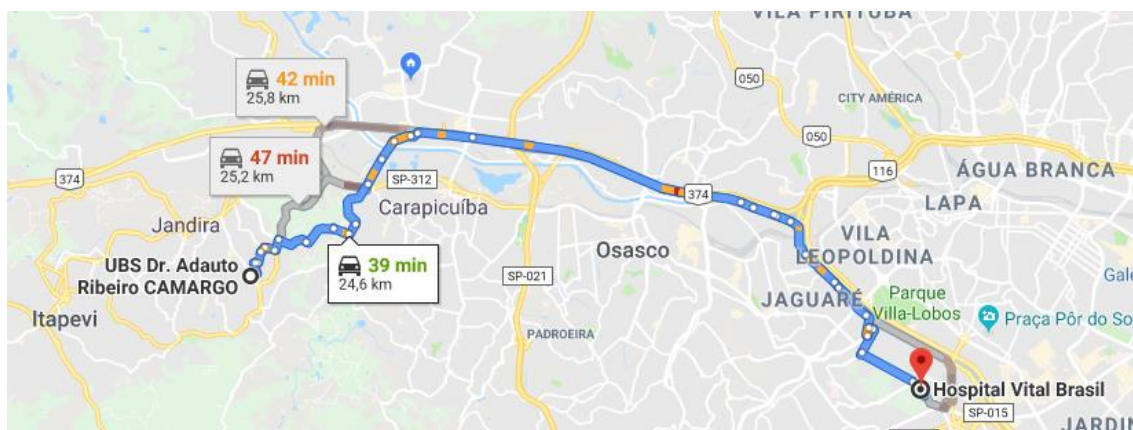 VILA PIRITUBA
42 min
25,8 km
050
CITY AMÉRICA
050
47 min
25,2 km
374
SP-312
116
ÁGUA BRANCA
374
LAPA
Jandira
Carapicuíba
VILA
LEOPOLDINA
Osasco
UBS Dr. Adauto
Ribeiro CAMARGO
39 min
24,6 km
SP-021
JAGUARÉ
Parque
Villa-Lobos
Itapevi
PADROEIRA
Praça Pôr do So
Hospital Vital Brasil
SP-015